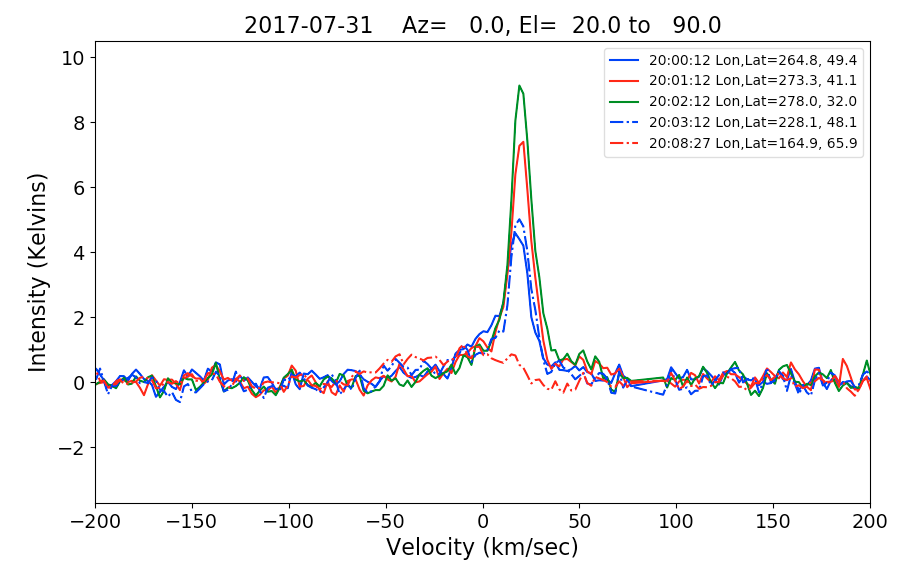 2017-07-31 Az= 0.0, El= 20.0 to 90.0
10
8
6
4
2
0
−2
Intensity (Kelvins)
20:00:12 Lon,Lat=264.8, 49.4
20:01:12 Lon,Lat=273.3, 41.1
20:02:12 Lon,Lat=278.0, 32.0
20:03:12 Lon,Lat=228.1, 48.1
20:08:27 Lon,Lat=164.9, 65.9
−200 −150 −100 −50 0 50 100 150 200
Velocity (km/sec)